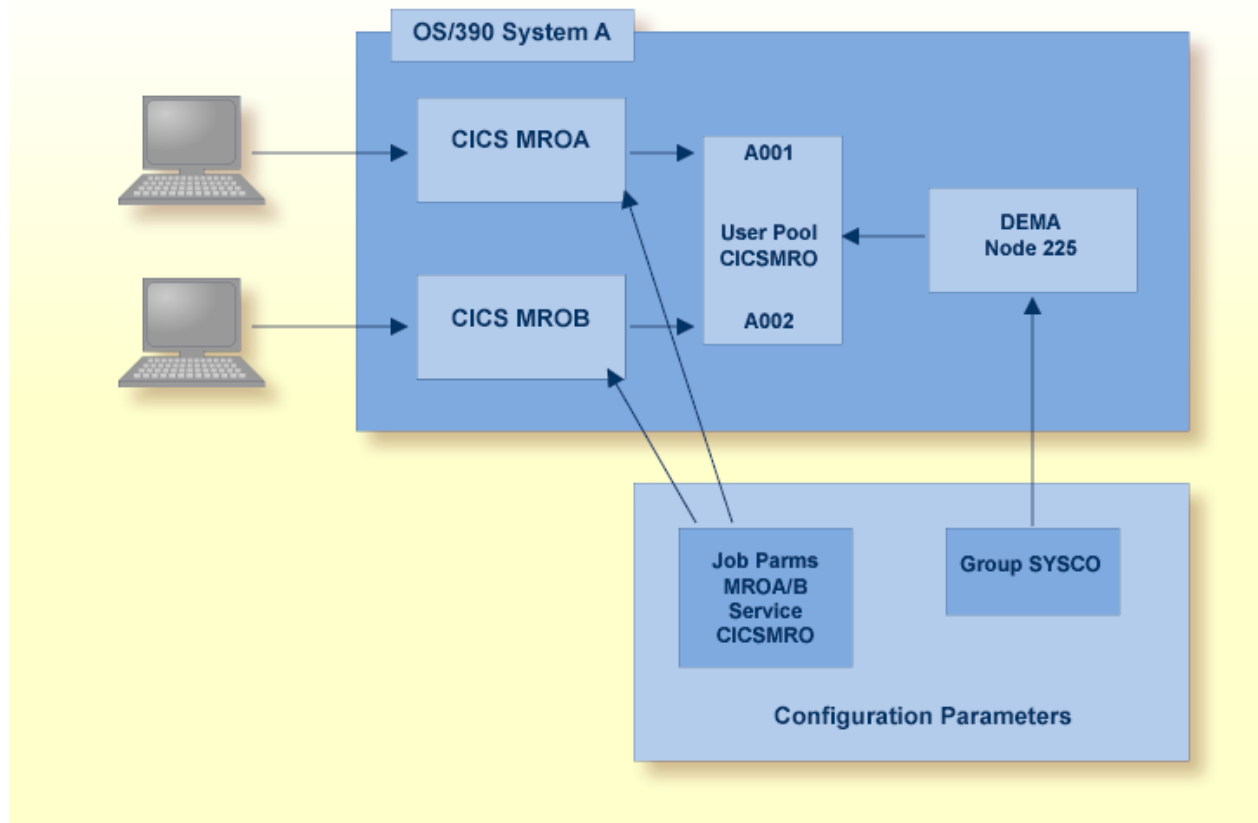 OS/390 System A
CICS MROA
A001
User Pool
CICSMRO
A002
DEMA
Node 225
CICS MROB
Job Parms
MROA/B
Service
CICSMRO
Group SYSCO
Configuration Parameters